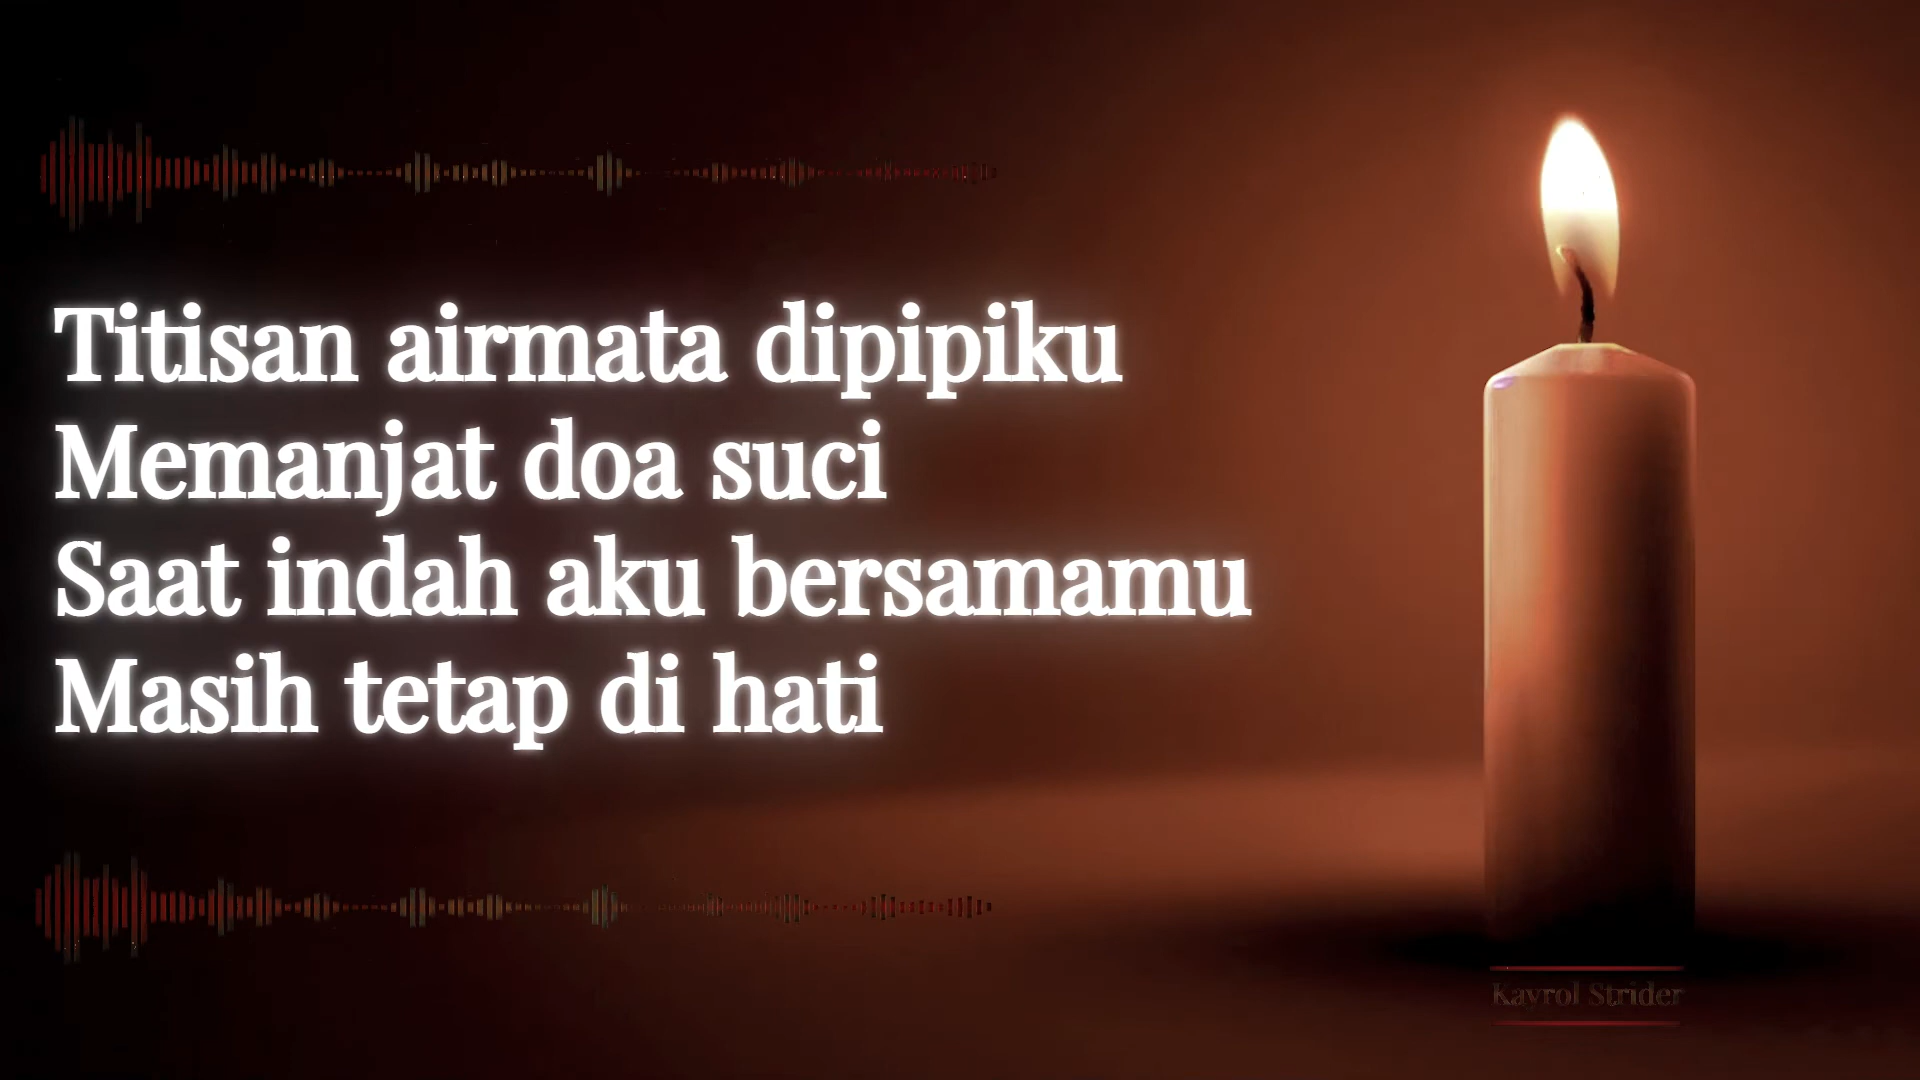 Titisan airmata dipipiku
Memanjat doa suci
Saat indah aku bersamamu
Masih tetap di hati
Kayrol Strider